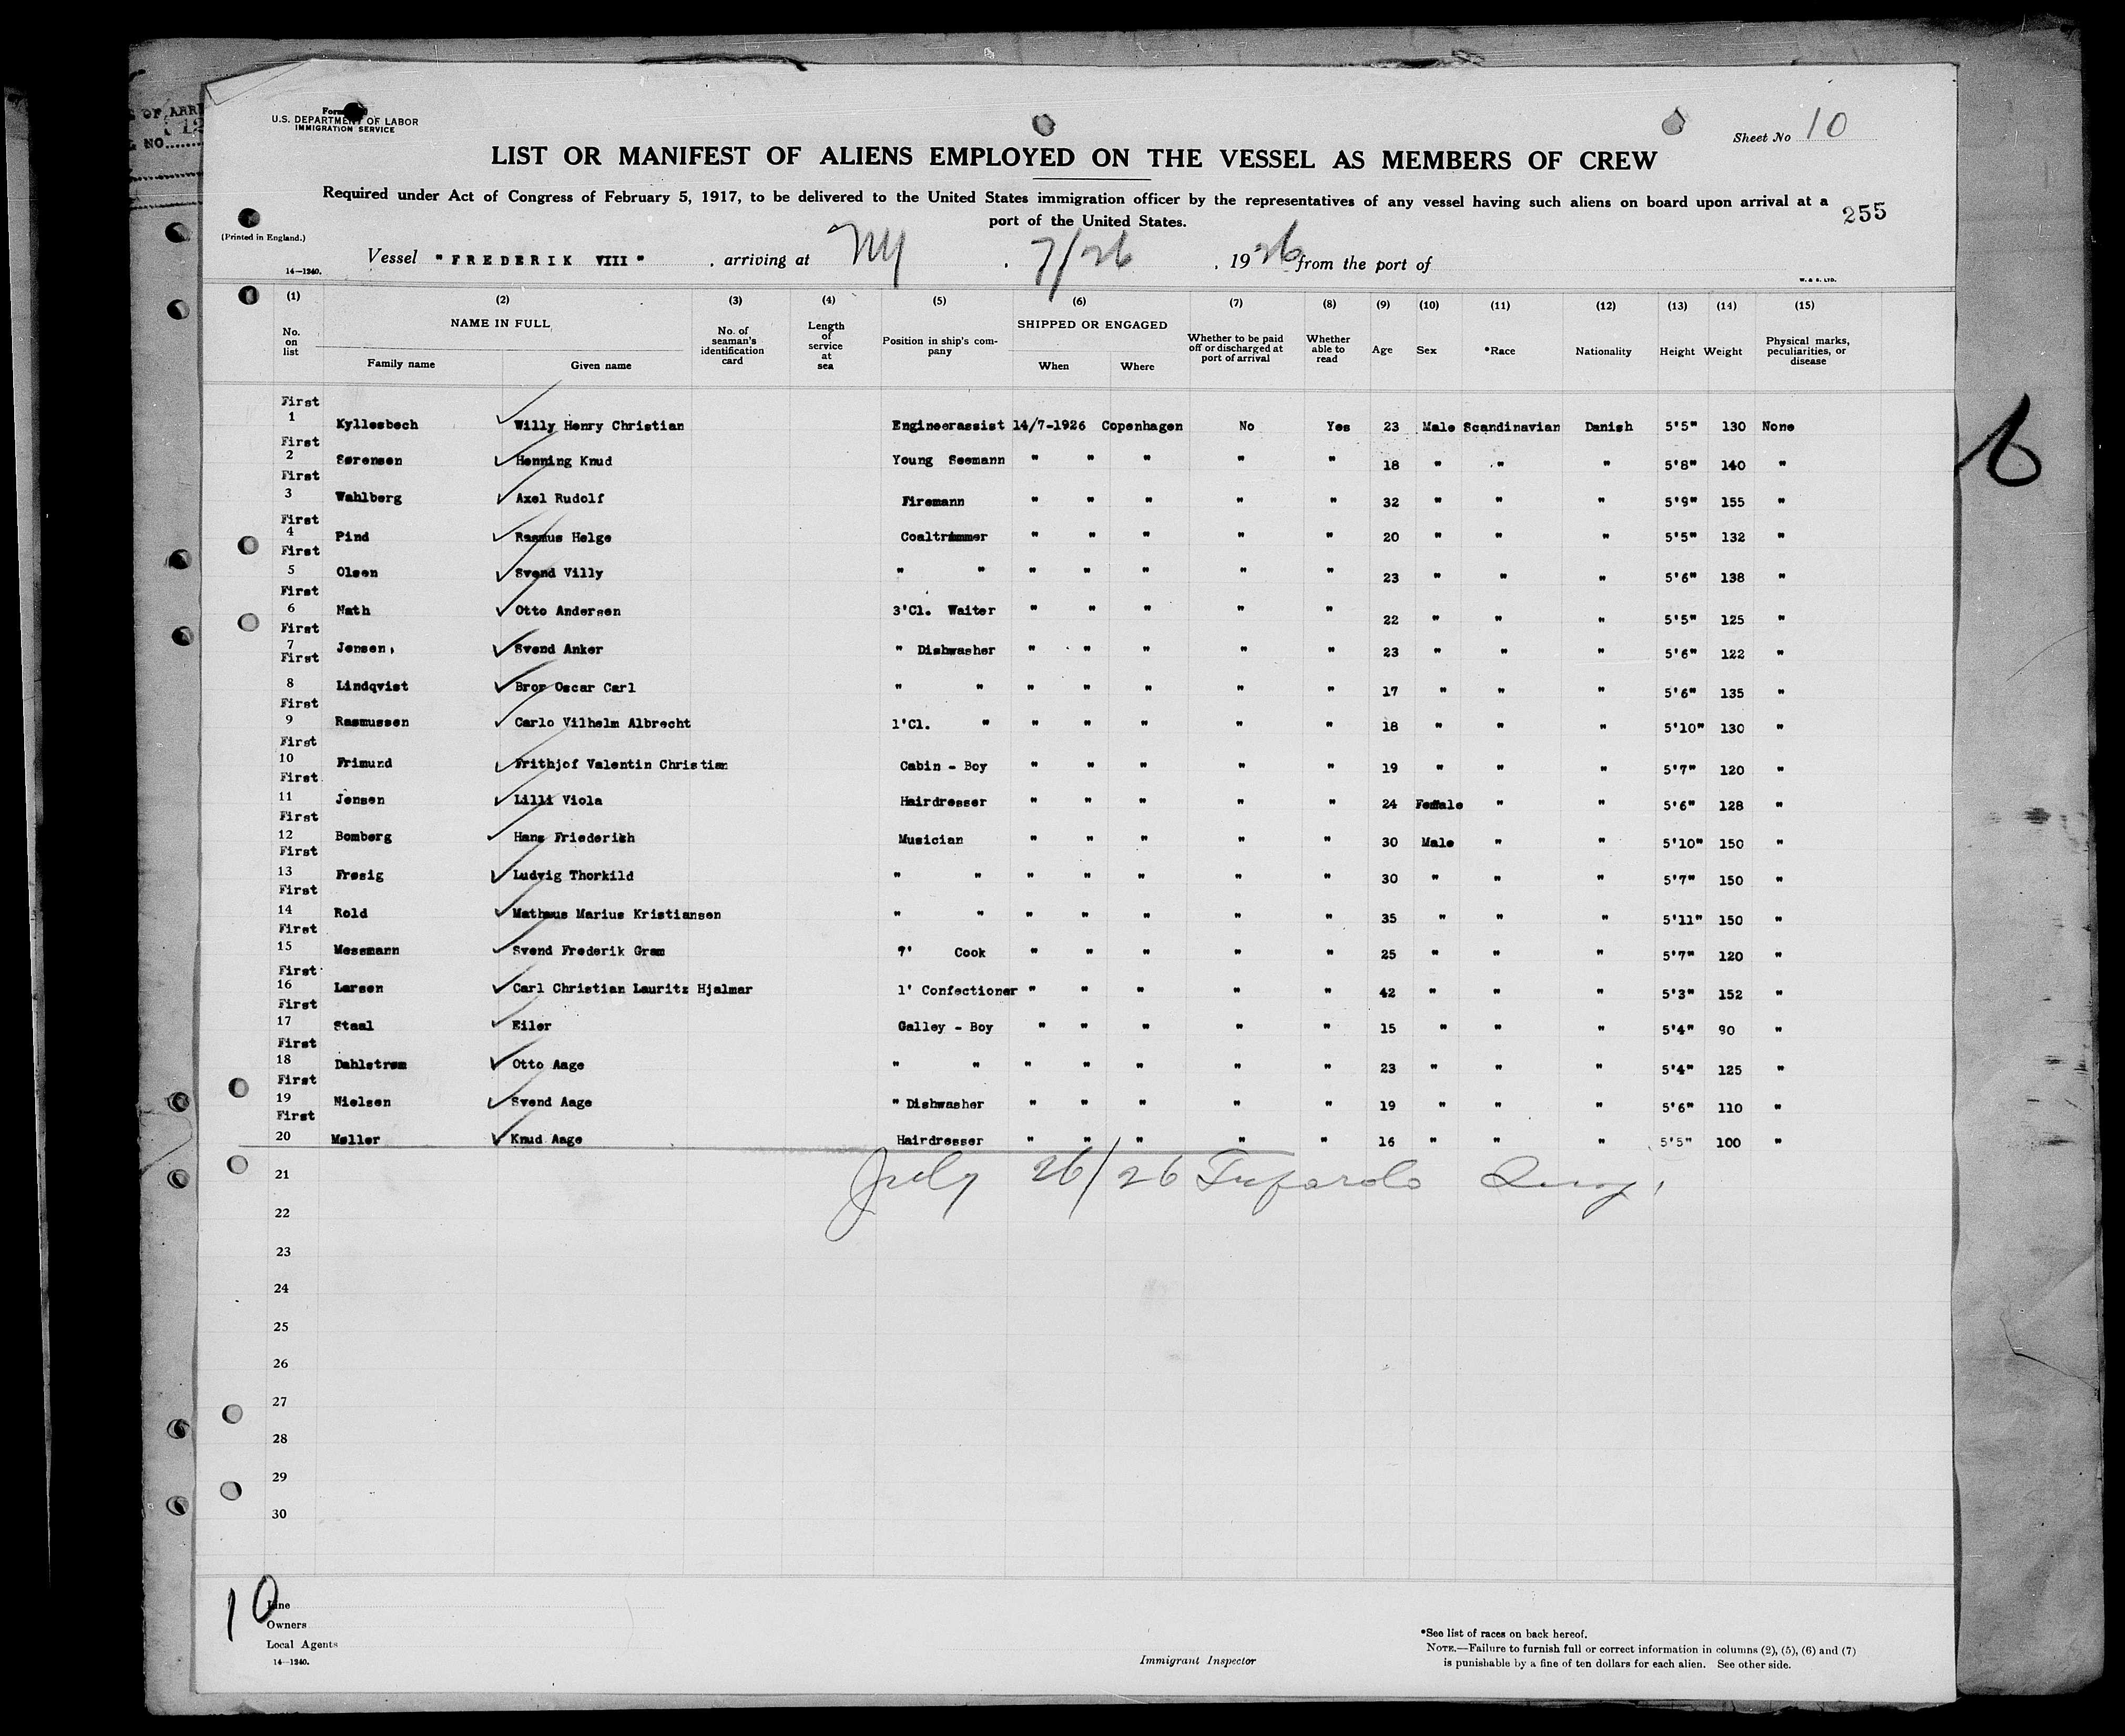 OF ARRI
NO.......
Form
U.S. DEPARTMENT OF LABOR
IMMIGRATION SERVICE
Sheet No 10
LIST OR MANIFEST OF ALIENS EMPLOYED ON THE VESSEL AS MEMBERS OF CREW
Required under Act of Congress of February 5, 1917, to be delivered to the United States immigration officer by the representatives of any vessel having such aliens on board upon arrival at a
port of the United States.
255
(Printed in England.)
Vessel "FREDERIK VIII", arriving at NY, 7/26, 1926 from the port of
14—1240.
W. & S. LTD.
(1) (2) (3) (4) (5) (6) (7) (8) (9) (10) (11) (12) (13) (14) (15)
No. on list NAME IN FULL Family name Given name No. of seaman's identification card Length of service at sea Position in ship's company SHIPPED OR ENGAGED When Where Whether to be paid off or discharged at port of arrival Whether able to read Age Sex *Race Nationality Height Weight Physical marks, peculiarities, or disease
First
1 Kyllesbech Willy Henry Christian Engineerassist 14/7-1926 Copenhagen No Yes 23 Male Scandinavian Danish 5'5" 130 None
First
2 Sørensen Henning Knud Young Seemann " " " " " 18 " " " 5'8" 140 "
First
3 Wahlberg Axel Rudolf Firemann " " " " " 32 " " " 5'9" 155 "
First
4 Pind Rasmus Helge Coaltrimmer " " " " " 20 " " " 5'5" 132 "
First
5 Olsen Svend Villy " " " " " " " 23 " " " 5'6" 138 "
First
6 Nath Otto Andersen 3'Cl. Waiter " " " " " 22 " " " 5'5" 125 "
First
7 Jensen, Svend Anker " Dishwasher " " " " " 23 " " " 5'6" 122 "
First
8 Lindqvist Bror Oscar Carl " " " " " " " 17 " " " 5'6" 135 "
First
9 Rasmussen Carlo Vilhelm Albrecht 1'Cl. " " " " " " 18 " " " 5'10" 130 "
First
10 Frimund Frithjof Valentin Christian Cabin - Boy " " " " " 19 " " " 5'7" 120 "
First
11 Jensen Lilli Viola Hairdresser " " " " " 24 Female " " 5'6" 128 "
First
12 Bomberg Hans Friederikh Musician " " " " " 30 Male " " 5'10" 150 "
First
13 Frøsig Ludvig Thorkild " " " " " " " 30 " " " 5'7" 150 "
First
14 Rold Mathæus Marius Kristiansen " " " " " " " 35 " " " 5'11" 150 "
First
15 Messmann Svend Frederik Gram 7' Cook " " " " " 25 " " " 5'7" 120 "
First
16 Larsen Carl Christian Lauritz Hjalmar 1' Confectioner " " " " " 42 " " " 5'3" 152 "
First
17 Staal Eiler Galley - Boy " " " " " 15 " " " 5'4" 90 "
First
18 Dahlstrøm Otto Aage " " " " " " " 23 " " " 5'4" 125 "
First
19 Nielsen Svend Aage " Dishwasher " " " " " 19 " " " 5'6" 110 "
First
20 Møller Knud Aage Hairdresser " " " " " 16 " " " 5'5" 100 "
21 July 26/26
22
23
24
25
26
27
28
29
30
10
Line
Owners
Local Agents
14—1240.
Immigrant Inspector
*See list of races on back hereof.
NOTE.—Failure to furnish full or correct information in columns (2), (5), (6) and (7)
is punishable by a fine of ten dollars for each alien. See other side.